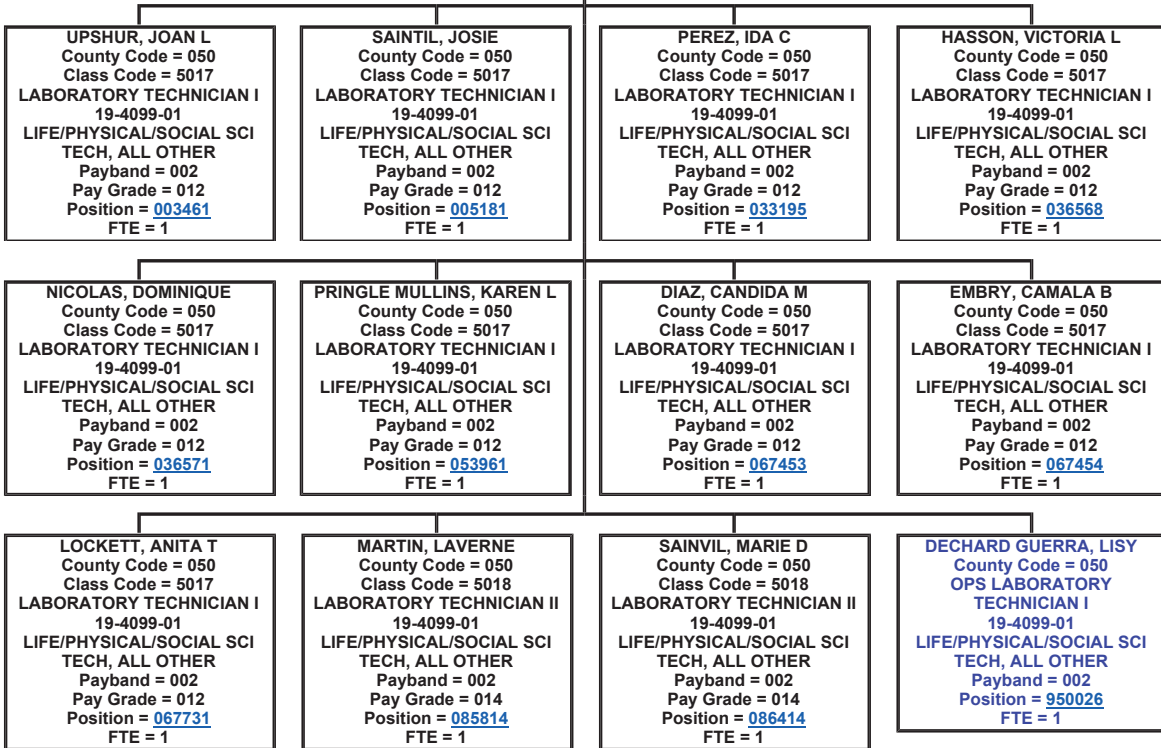 UPSHUR, JOAN L
County Code = 050
Class Code = 5017
LABORATORY TECHNICIAN I
19-4099-01
LIFE/PHYSICAL/SOCIAL SCI
TECH, ALL OTHER
Payband = 002
Pay Grade = 012
Position = 003461
FTE = 1
SAINTIL, JOSIE
County Code = 050
Class Code = 5017
LABORATORY TECHNICIAN I
19-4099-01
LIFE/PHYSICAL/SOCIAL SCI
TECH, ALL OTHER
Payband = 002
Pay Grade = 012
Position = 005181
FTE = 1
PEREZ, IDA C
County Code = 050
Class Code = 5017
LABORATORY TECHNICIAN I
19-4099-01
LIFE/PHYSICAL/SOCIAL SCI
TECH, ALL OTHER
Payband = 002
Pay Grade = 012
Position = 033195
FTE = 1
HASSON, VICTORIA L
County Code = 050
Class Code = 5017
LABORATORY TECHNICIAN I
19-4099-01
LIFE/PHYSICAL/SOCIAL SCI
TECH, ALL OTHER
Payband = 002
Pay Grade = 012
Position = 036568
FTE = 1
NICOLAS, DOMINIQUE
County Code = 050
Class Code = 5017
LABORATORY TECHNICIAN I
19-4099-01
LIFE/PHYSICAL/SOCIAL SCI
TECH, ALL OTHER
Payband = 002
Pay Grade = 012
Position = 036571
FTE = 1
PRINGLE MULLINS, KAREN L
County Code = 050
Class Code = 5017
LABORATORY TECHNICIAN I
19-4099-01
LIFE/PHYSICAL/SOCIAL SCI
TECH, ALL OTHER
Payband = 002
Pay Grade = 012
Position = 053961
FTE = 1
DIAZ, CANDIDA M
County Code = 050
Class Code = 5017
LABORATORY TECHNICIAN I
19-4099-01
LIFE/PHYSICAL/SOCIAL SCI
TECH, ALL OTHER
Payband = 002
Pay Grade = 012
Position = 067453
FTE = 1
EMBRY, CAMALA B
County Code = 050
Class Code = 5017
LABORATORY TECHNICIAN I
19-4099-01
LIFE/PHYSICAL/SOCIAL SCI
TECH, ALL OTHER
Payband = 002
Pay Grade = 012
Position = 067454
FTE = 1
LOCKETT, ANITA T
County Code = 050
Class Code = 5017
LABORATORY TECHNICIAN I
19-4099-01
LIFE/PHYSICAL/SOCIAL SCI
TECH, ALL OTHER
Payband = 002
Pay Grade = 012
Position = 067731
FTE = 1
MARTIN, LAVERNE
County Code = 050
Class Code = 5018
LABORATORY TECHNICIAN II
19-4099-01
LIFE/PHYSICAL/SOCIAL SCI
TECH, ALL OTHER
Payband = 002
Pay Grade = 014
Position = 085814
FTE = 1
SAINVIL, MARIE D
County Code = 050
Class Code = 5018
LABORATORY TECHNICIAN II
19-4099-01
LIFE/PHYSICAL/SOCIAL SCI
TECH, ALL OTHER
Payband = 002
Pay Grade = 014
Position = 086414
FTE = 1
DECHARD GUERRA, LISY
County Code = 050
OPS LABORATORY
TECHNICIAN I
19-4099-01
LIFE/PHYSICAL/SOCIAL SCI
TECH, ALL OTHER
Payband = 002
Position = 950026
FTE = 1